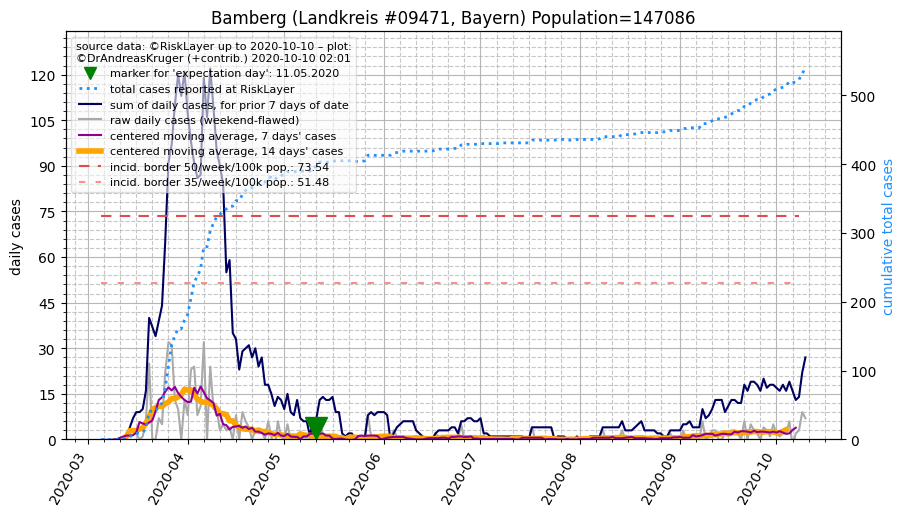 Bamberg (Landkreis #09471, Bayern) Population=147086
source data: ©RiskLayer up to 2020-10-10 – plot:
©DrAndreasKruger (+contrib.) 2020-10-10 02:01
marker for 'expectation day': 11.05.2020
total cases reported at RiskLayer
sum of daily cases, for prior 7 days of date
raw daily cases (weekend-flawed)
centered moving average, 7 days' cases
centered moving average, 14 days' cases
incid. border 50/week/100k pop.: 73.54
incid. border 35/week/100k pop.: 51.48
daily cases
120
105
90
75
60
45
30
15
0
500
400
300
200
100
0
cumulative total cases
2020-03
2020-04
2020-05
2020-06
2020-07
2020-08
2020-09
2020-10